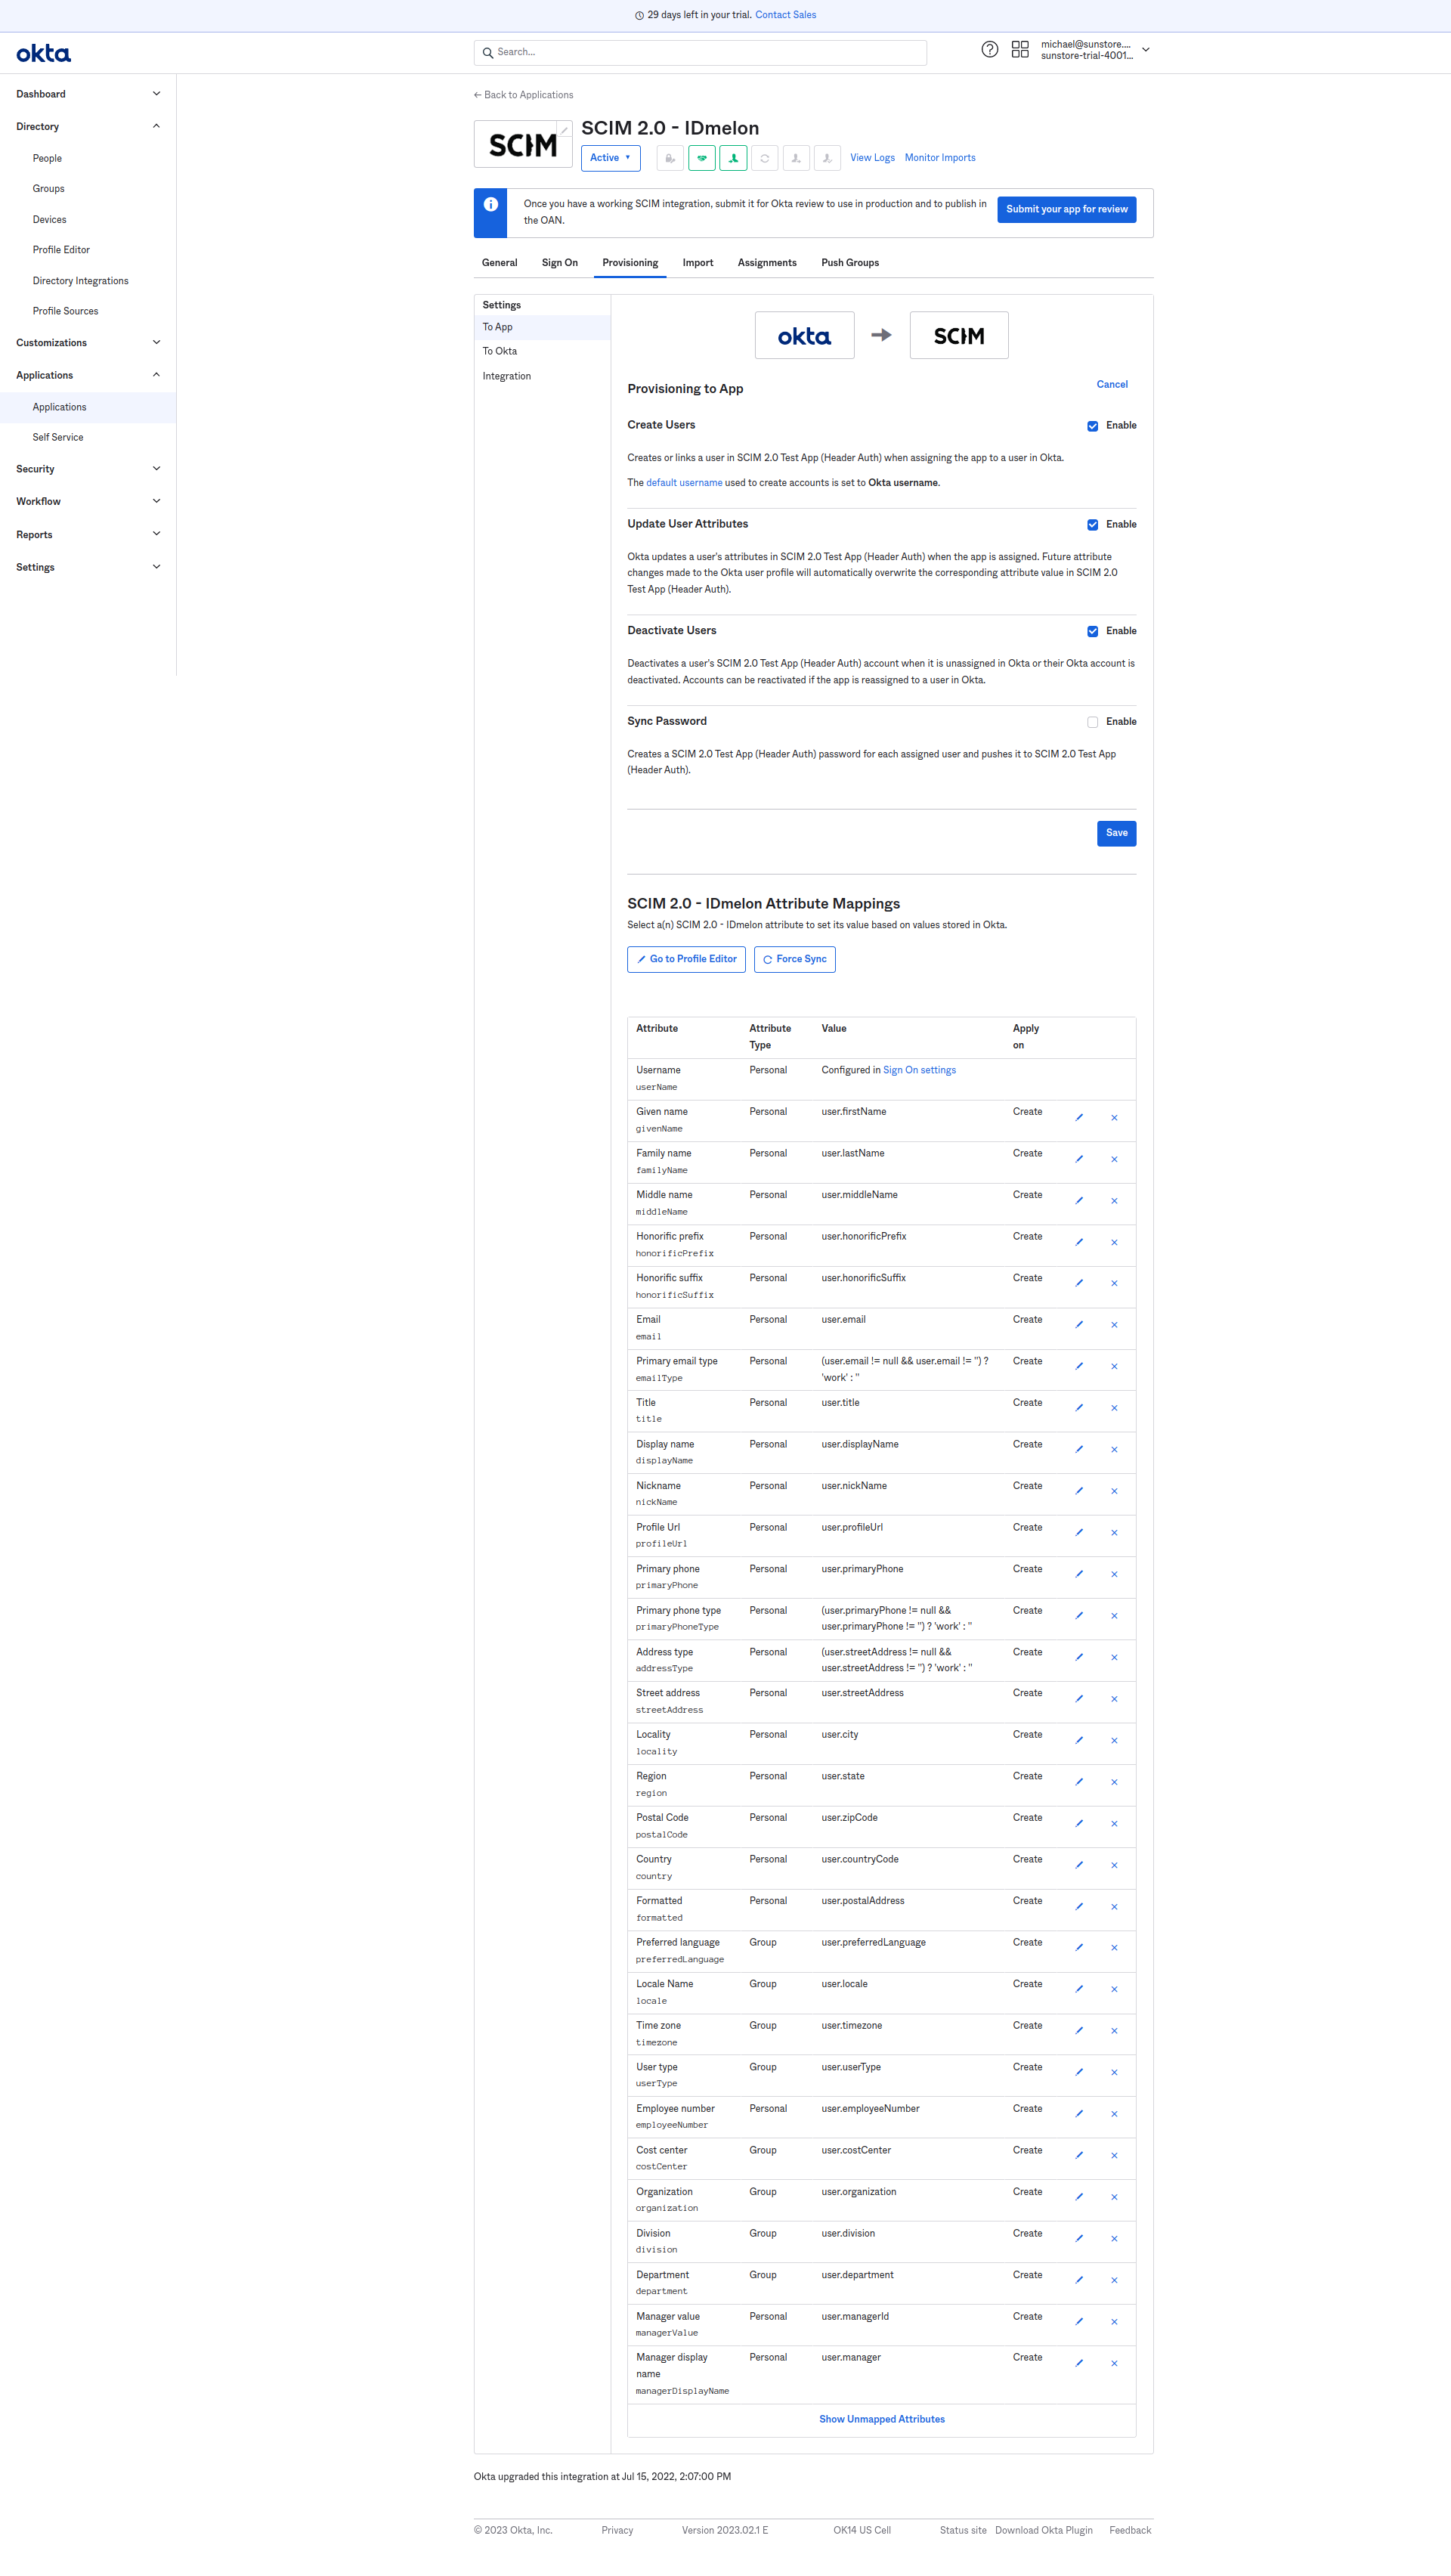 29 days left in your trial. Contact Sales
okta
Search...
michael@sunstore....
sunstore-trial-4001...
Dashboard
Directory
People
Groups
Devices
Profile Editor
Directory Integrations
Profile Sources
Customizations
Applications
Applications
Self Service
Security
Workflow
Reports
Settings
← Back to Applications
SCIM
SCIM 2.0 - IDmelon
Active
View Logs
Monitor Imports
Once you have a working SCIM integration, submit it for Okta review to use in production and to publish in
the OAN.
Submit your app for review
General
Sign On
Provisioning
Import
Assignments
Push Groups
Settings
To App
To Okta
Integration
okta
SCIM
Provisioning to App
Cancel
Create Users
Enable
Creates or links a user in SCIM 2.0 Test App (Header Auth) when assigning the app to a user in Okta.
The default username used to create accounts is set to Okta username.
Update User Attributes
Enable
Okta updates a user's attributes in SCIM 2.0 Test App (Header Auth) when the app is assigned. Future attribute
changes made to the Okta user profile will automatically overwrite the corresponding attribute value in SCIM 2.0
Test App (Header Auth).
Deactivate Users
Enable
Deactivates a user's SCIM 2.0 Test App (Header Auth) account when it is unassigned in Okta or their Okta account is
deactivated. Accounts can be reactivated if the app is reassigned to a user in Okta.
Sync Password
Enable
Creates a SCIM 2.0 Test App (Header Auth) password for each assigned user and pushes it to SCIM 2.0 Test App
(Header Auth).
Save
SCIM 2.0 - IDmelon Attribute Mappings
Select a(n) SCIM 2.0 - IDmelon attribute to set its value based on values stored in Okta.
Go to Profile Editor
Force Sync
Attribute Attribute Value Apply
Type on
Username Personal Configured in Sign On settings
userName
Given name Personal user.firstName Create
givenName
Family name Personal user.lastName Create
familyName
Middle name Personal user.middleName Create
middleName
Honorific prefix Personal user.honorificPrefix Create
honorificPrefix
Honorific suffix Personal user.honorificSuffix Create
honorificSuffix
Email Personal user.email Create
email
Primary email type Personal (user.email != null && user.email != '') ? Create
emailType 'work' : ''
Title Personal user.title Create
title
Display name Personal user.displayName Create
displayName
Nickname Personal user.nickName Create
nickName
Profile Url Personal user.profileUrl Create
profileUrl
Primary phone Personal user.primaryPhone Create
primaryPhone
Primary phone type Personal (user.primaryPhone != null && Create
primaryPhoneType user.primaryPhone != '') ? 'work' : ''
Address type Personal (user.streetAddress != null && Create
addressType user.streetAddress != '') ? 'work' : ''
Street address Personal user.streetAddress Create
streetAddress
Locality Personal user.city Create
locality
Region Personal user.state Create
region
Postal Code Personal user.zipCode Create
postalCode
Country Personal user.countryCode Create
country
Formatted Personal user.postalAddress Create
formatted
Preferred language Group user.preferredLanguage Create
preferredLanguage
Locale Name Group user.locale Create
locale
Time zone Group user.timezone Create
timezone
User type Group user.userType Create
userType
Employee number Personal user.employeeNumber Create
employeeNumber
Cost center Group user.costCenter Create
costCenter
Organization Group user.organization Create
organization
Division Group user.division Create
division
Department Group user.department Create
department
Manager value Personal user.managerId Create
managerValue
Manager display Personal user.manager Create
name
managerDisplayName
Show Unmapped Attributes
Okta upgraded this integration at Jul 15, 2022, 2:07:00 PM
© 2023 Okta, Inc. Privacy Version 2023.02.1 E OK14 US Cell Status site Download Okta Plugin Feedback